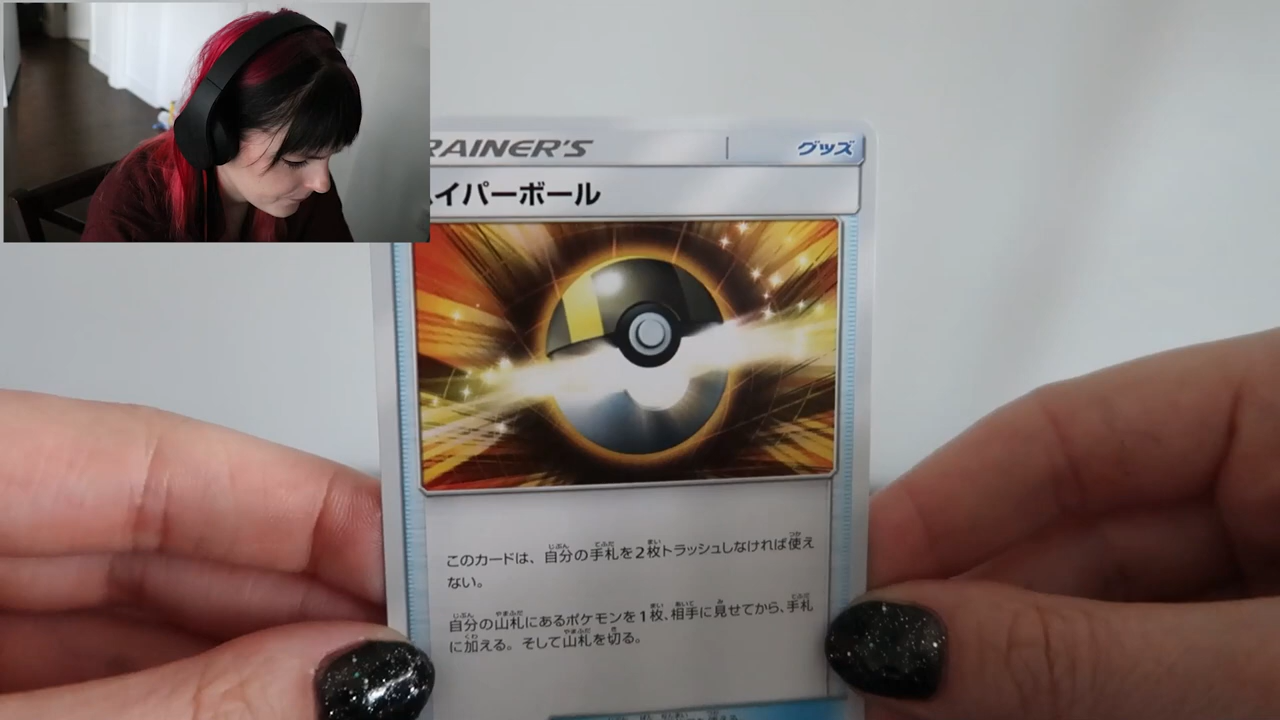 RAINER'S グッズ
イパーボール
このカードは、自分の手札を2枚トラッシュしなければ使え
ない。
自分の山札にあるポケモンを1枚、相手に見せてから、手札
に加える。そして山札を切る。